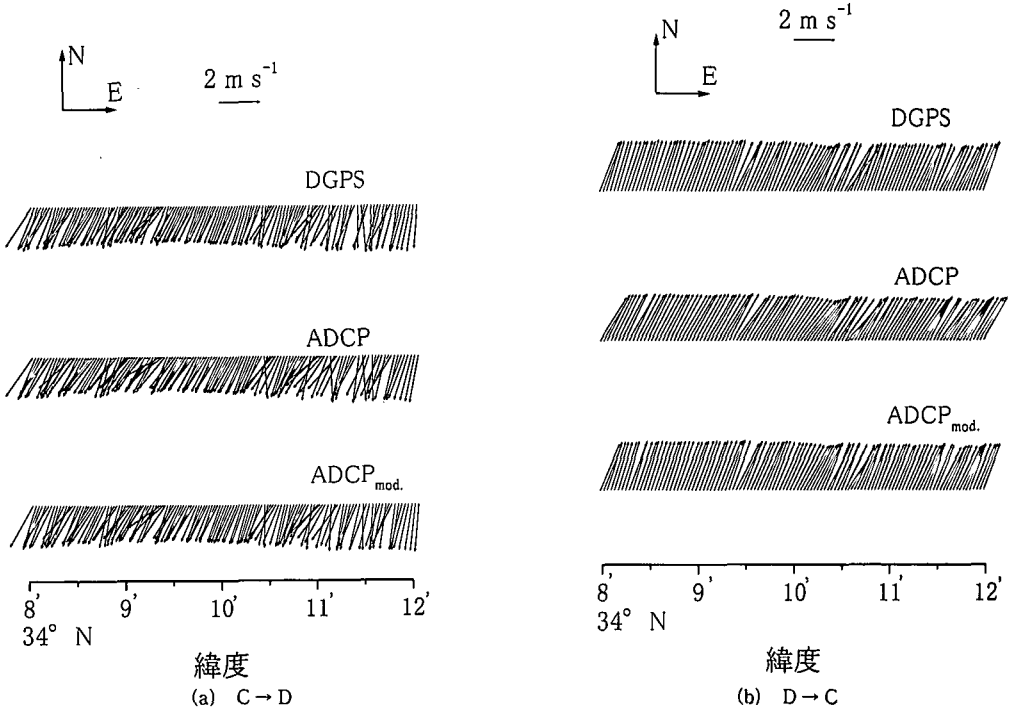 N
E
2 m s⁻¹
DGPS
ADCP
ADCPmod.
8' 9' 10' 11' 12'
34° N
緯度
(a) C → D
2 m s⁻¹
N
E
DGPS
ADCP
ADCPmod.
8' 9' 10' 11' 12'
34° N
緯度
(b) D → C